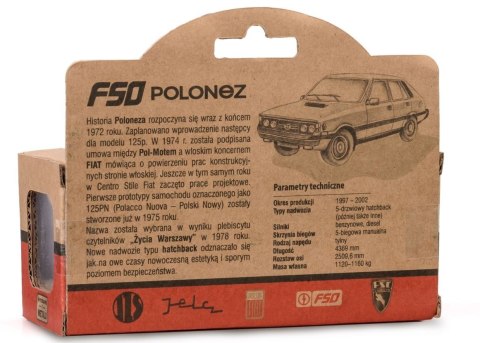 FSO POLONEZ
Historia Poloneza rozpoczyna się wraz z końcem
1972 roku. Zaplanowano wprowadzenie następcy
dla modelu 125p. W 1974 r. została podpisana
umowa między Pol-Motem a włoskim koncernem
FIAT mówiąca o powierzeniu prac konstrukcyj-
nych stronie włoskiej. Jeszcze w tym samym roku
w Centro Stile Fiat zaczęto prace projektowe.
Pierwsze prototypy samochodu oznaczonego jako
125PN (Polacco Nuova – Polski Nowy) zostały
stworzone już w 1975 roku.
Nazwa została wybrana w wyniku plebiscytu
czytelników „Życia Warszawy” w 1978 roku.
Nowe nadwozie typu hatchback odznaczało się
jak na owe czasy nowoczesną estetyką i sporym
poziomem bezpieczeństwa.
Parametry techniczne
Okres produkcji 1997 – 2002
Typy nadwozia 5-drzwiowy hatchback
(później także inne)
Silniki benzynowe, diesel
Skrzynia biegów 5-biegowa manualna
Rodzaj napędu tylny
Długość 4369 mm
Rozstaw osi 2509,6 mm
Masa własna 1120–1160 kg
Jelcz
FSO